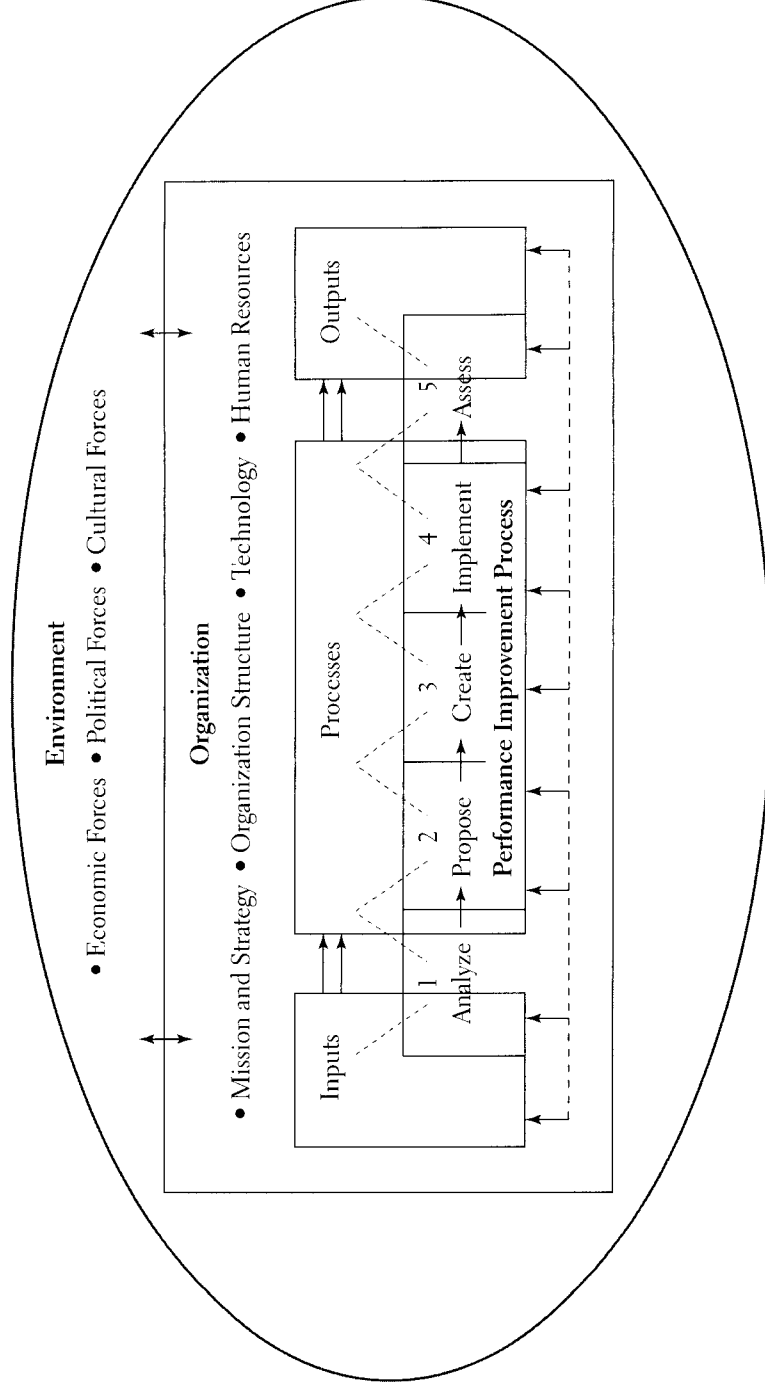 Environment
• Economic Forces • Political Forces • Cultural Forces
Organization
• Mission and Strategy • Organization Structure • Technology • Human Resources
Inputs
Processes
Outputs
1
2
3
4
5
Analyze
Propose
Create
Implement
Assess
Performance Improvement Process